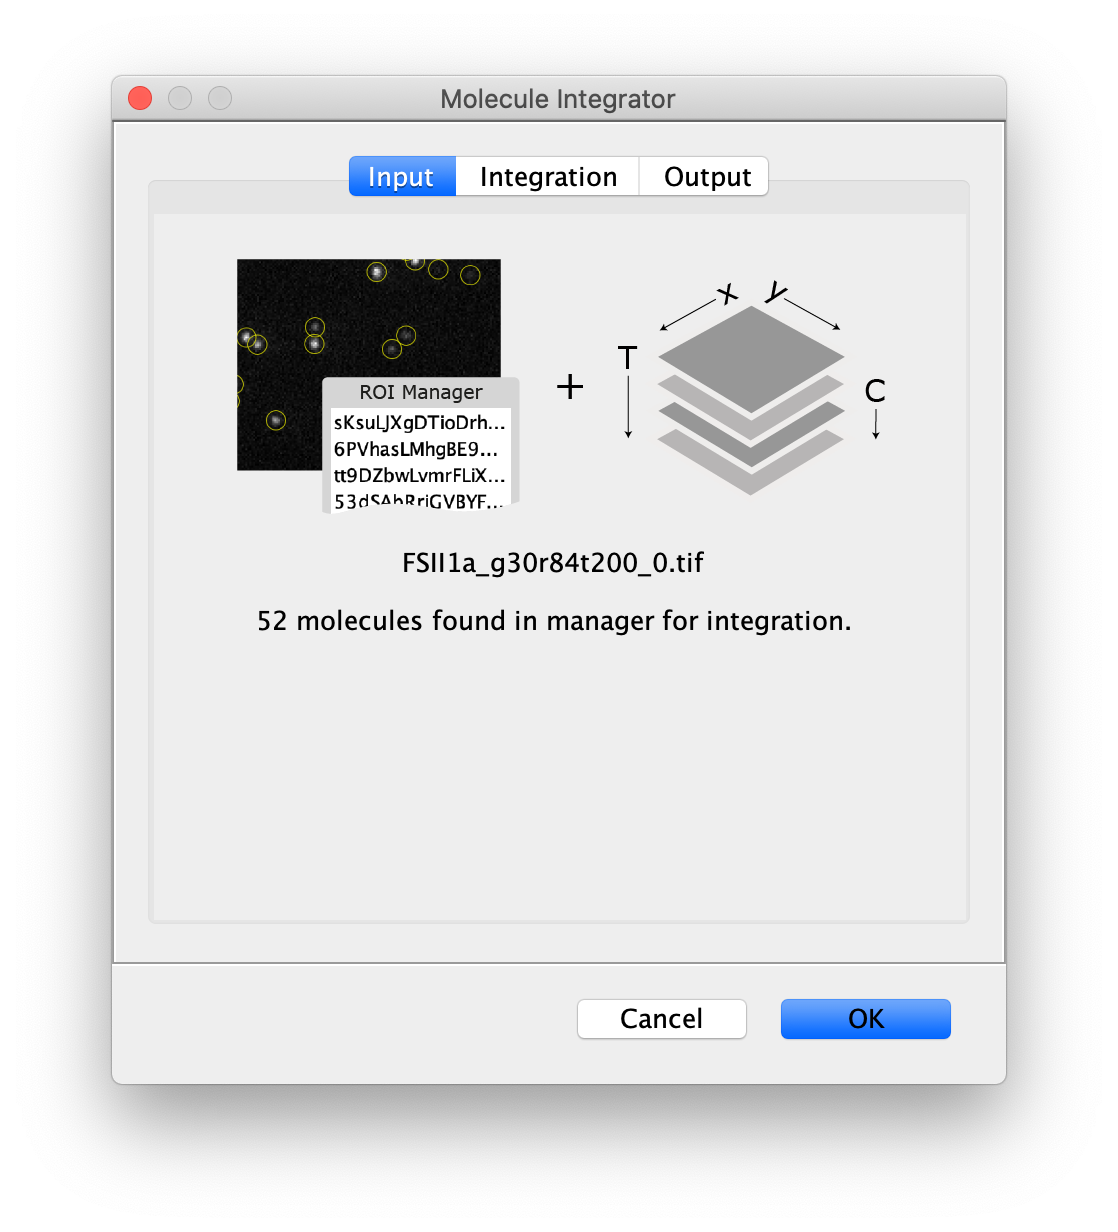 Molecule Integrator
Input Integration Output
x y
T
C
+
ROI Manager
sKsuLJXgDTioDrh...
6PVhasLMhgBE9...
tt9DZbwLvmrFLiX...
53dSAbRriGVBYF...
FSII1a_g30r84t200_0.tif
52 molecules found in manager for integration.
Cancel OK